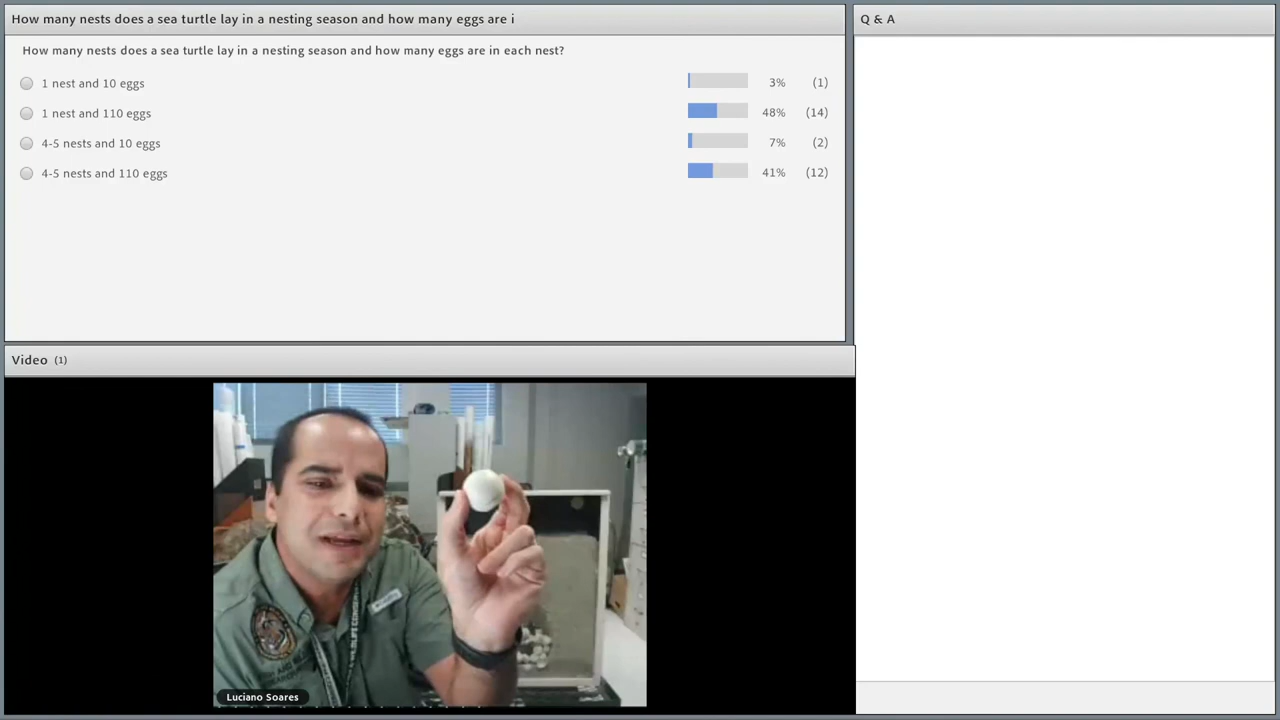 How many nests does a sea turtle lay in a nesting season and how many eggs are i
How many nests does a sea turtle lay in a nesting season and how many eggs are in each nest?
1 nest and 10 eggs 3% (1)
1 nest and 110 eggs 48% (14)
4-5 nests and 10 eggs 7% (2)
4-5 nests and 110 eggs 41% (12)
Q & A
Video (1)
Luciano Soares